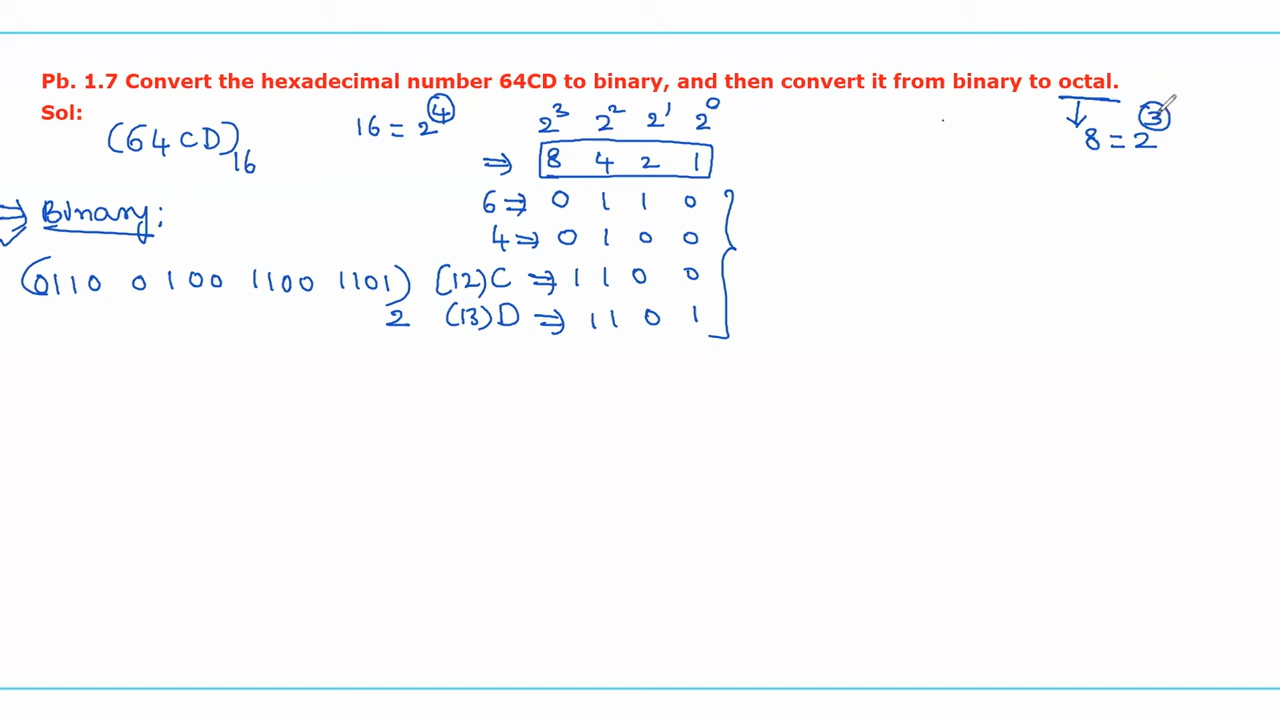 Pb. 1.7 Convert the hexadecimal number 64CD to binary, and then convert it from binary to octal.
Sol:
(64CD)16
16 = 2^4
2^3 2^2 2^1 2^0
8 = 2^3
⇒ 8 4 2 1
6 ⇒ 0 1 1 0
⇒ Binary:
4 ⇒ 0 1 0 0
(0110 0100 1100 1101)2
(12)C ⇒ 1 1 0 0
(13)D ⇒ 1 1 0 1